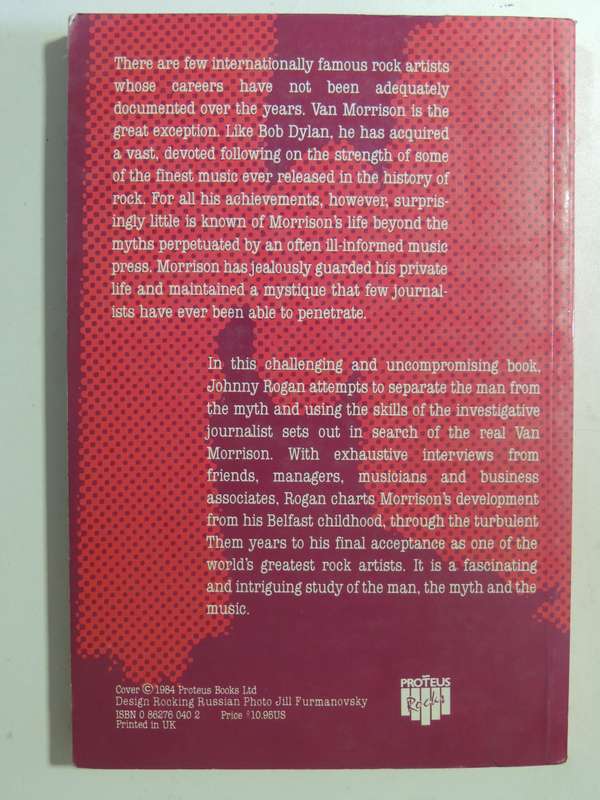 There are few internationally famous rock artists
whose careers have not been adequately
documented over the years. Van Morrison is the
great exception. Like Bob Dylan, he has acquired
a vast, devoted following on the strength of some
of the finest music ever released in the history of
rock. For all his achievements, however, surpris-
ingly little is known of Morrison's life beyond the
myths perpetuated by an often ill-informed music
press. Morrison has jealously guarded his private
life and maintained a mystique that few journal-
ists have ever been able to penetrate.
In this challenging and uncompromising book,
Johnny Rogan attempts to separate the man from
the myth and using the skills of the investigative
journalist sets out in search of the real Van
Morrison. With exhaustive interviews from
friends, managers, musicians and business
associates, Rogan charts Morrison's development
from his Belfast childhood, through the turbulent
Them years to his final acceptance as one of the
world's greatest rock artists. It is a fascinating
and intriguing study of the man, the myth and the
music.
Cover © 1984 Proteus Books Ltd
Design Rocking Russian Photo Jill Furmanovsky
ISBN 0 86276 040 2 Price $10.95US
Printed in UK
PROTEUS
Rocks